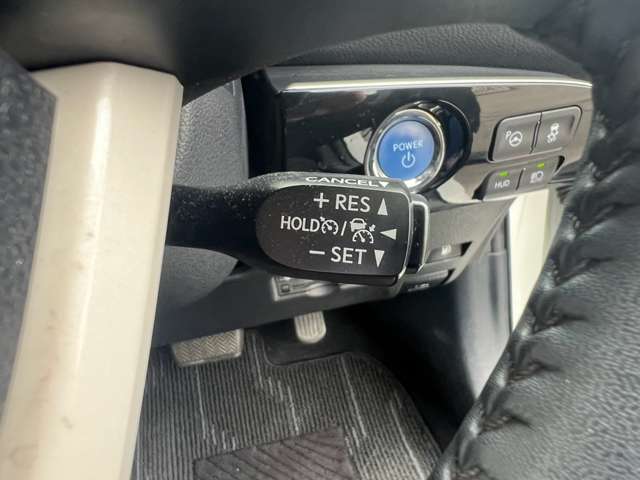 POWER
P
HUD
CANCEL▼
+ RES ▲
HOLD / ◀
− SET ▼